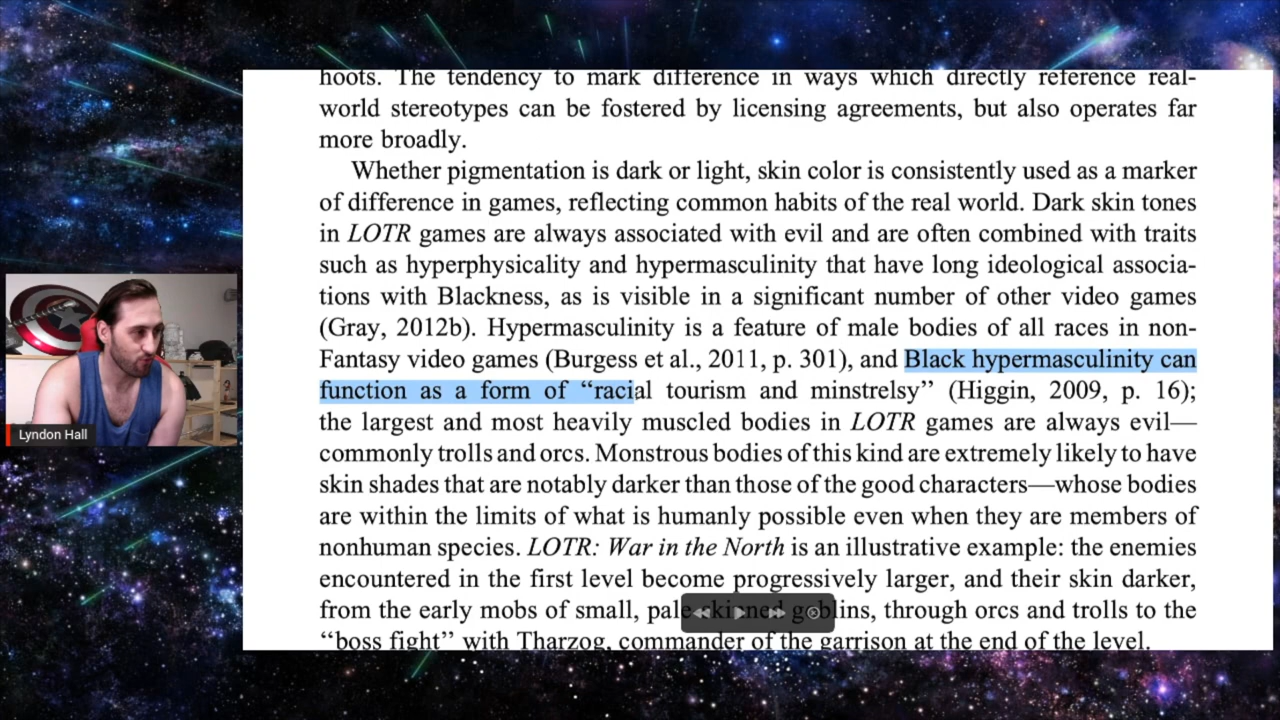 hoots. The tendency to mark difference in ways which directly reference real-
world stereotypes can be fostered by licensing agreements, but also operates far
more broadly.
Whether pigmentation is dark or light, skin color is consistently used as a marker
of difference in games, reflecting common habits of the real world. Dark skin tones
in LOTR games are always associated with evil and are often combined with traits
such as hyperphysicality and hypermasculinity that have long ideological associa-
tions with Blackness, as is visible in a significant number of other video games
(Gray, 2012b). Hypermasculinity is a feature of male bodies of all races in non-
Fantasy video games (Burgess et al., 2011, p. 301), and Black hypermasculinity can
function as a form of “racial tourism and minstrelsy” (Higgin, 2009, p. 16);
the largest and most heavily muscled bodies in LOTR games are always evil—
commonly trolls and orcs. Monstrous bodies of this kind are extremely likely to have
skin shades that are notably darker than those of the good characters—whose bodies
are within the limits of what is humanly possible even when they are members of
nonhuman species. LOTR: War in the North is an illustrative example: the enemies
encountered in the first level become progressively larger, and their skin darker,
from the early mobs of small, pale-skinned goblins, through orcs and trolls to the
“boss fight” with Tharzog, commander of the garrison at the end of the level.
Lyndon Hall